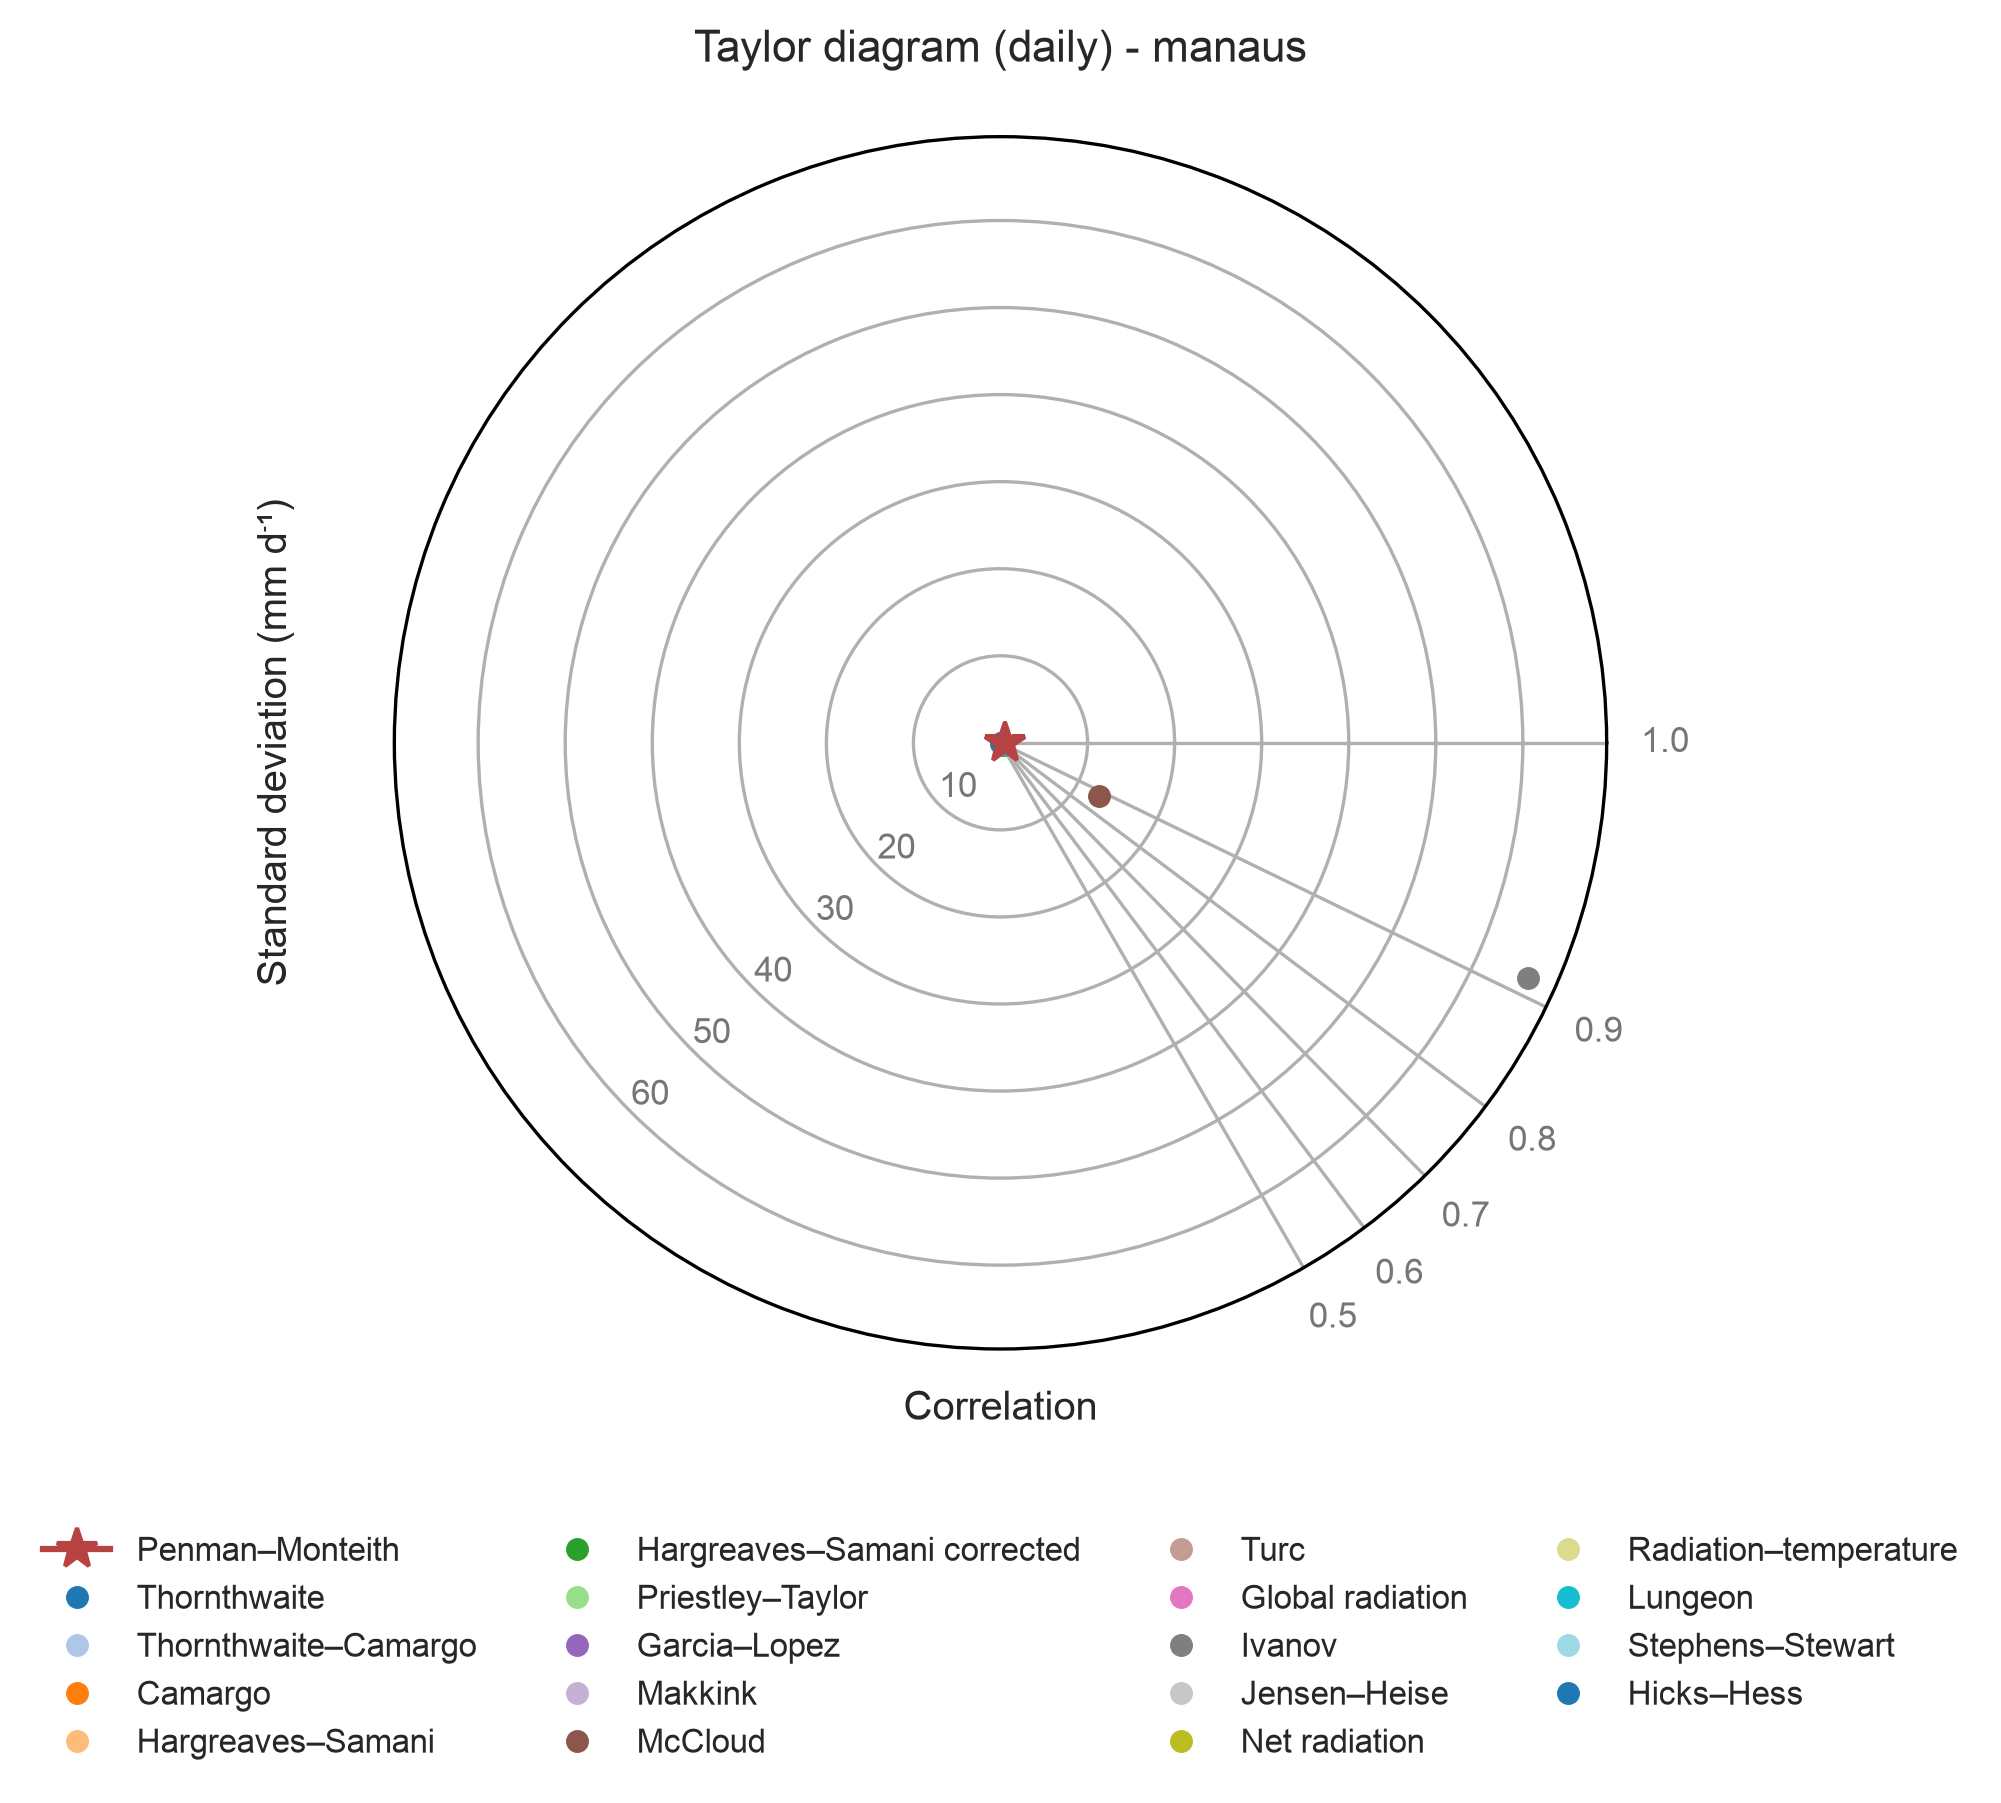 Taylor diagram (daily) - manaus
Standard deviation (mm d⁻¹)
10
20
30
40
50
60
1.0
0.9
0.8
0.7
0.6
0.5
Correlation
Penman–Monteith
Thornthwaite
Thornthwaite–Camargo
Camargo
Hargreaves–Samani
Hargreaves–Samani corrected
Priestley–Taylor
Garcia–Lopez
Makkink
McCloud
Turc
Global radiation
Ivanov
Jensen–Heise
Net radiation
Radiation–temperature
Lungeon
Stephens–Stewart
Hicks–Hess